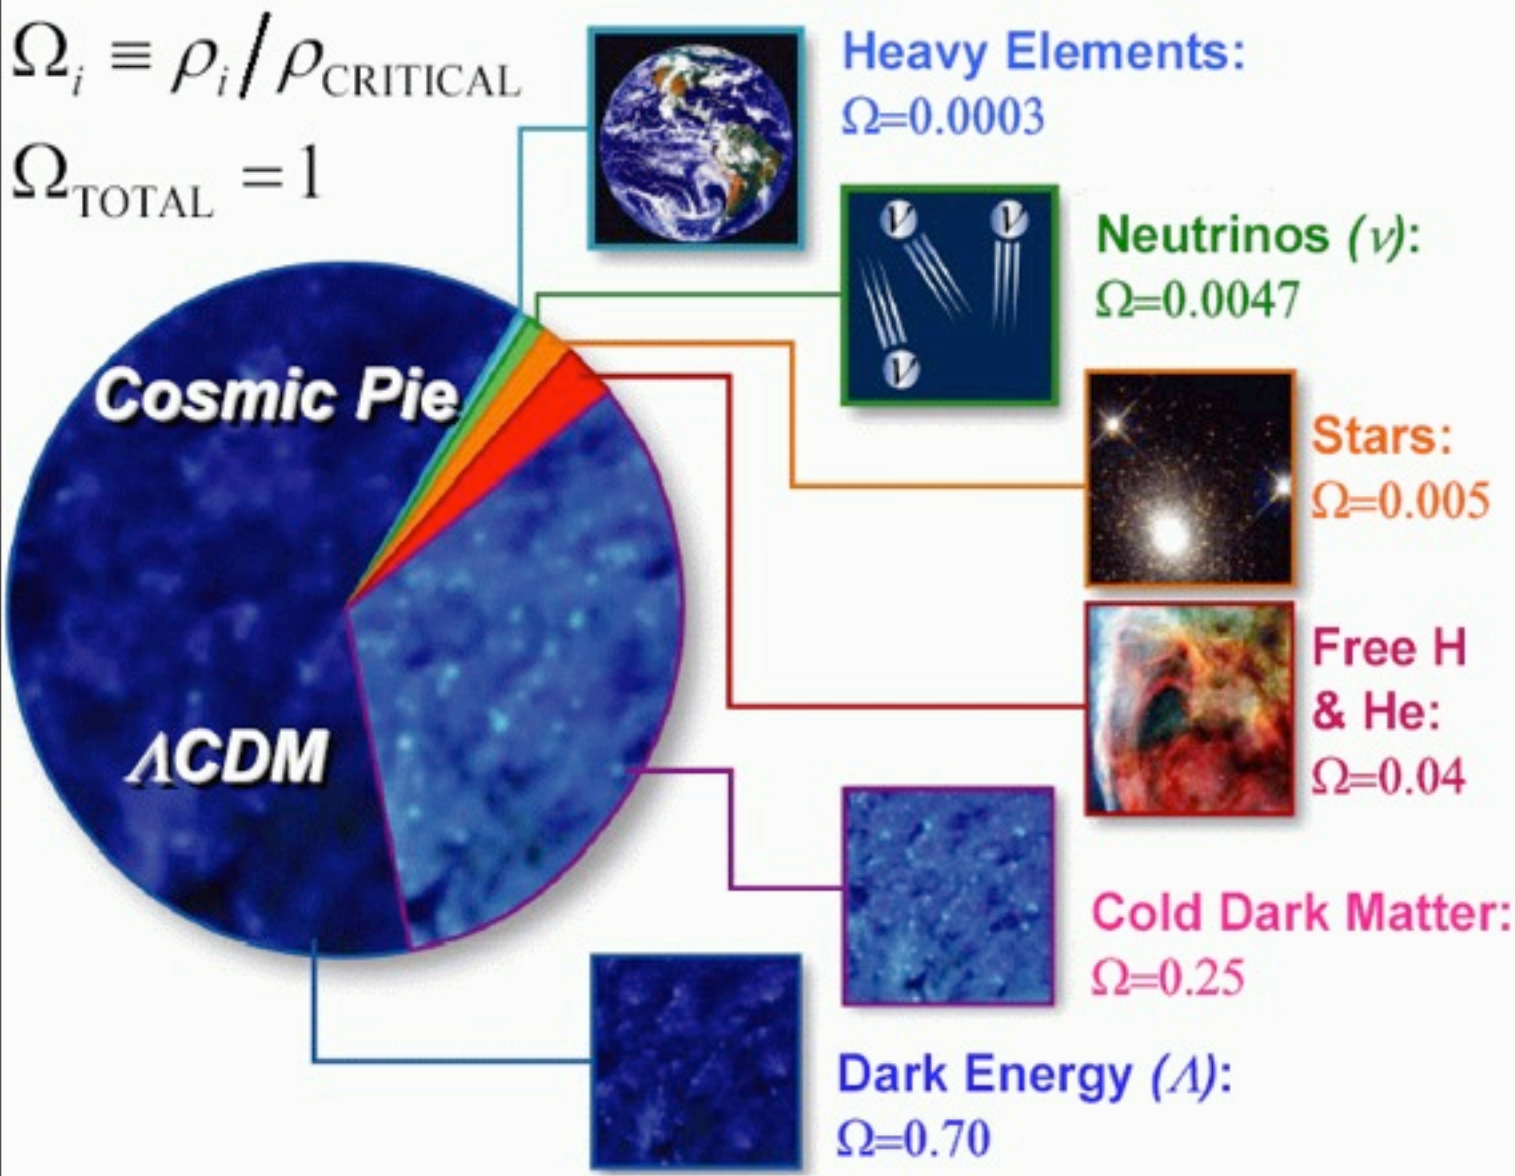 Ωᵢ ≡ ρᵢ/ρCRITICAL
ΩTOTAL = 1
Heavy Elements:
Ω=0.0003
ν ν
ν
Neutrinos (ν):
Ω=0.0047
Stars:
Ω=0.005
Free H
& He:
Ω=0.04
Cold Dark Matter:
Ω=0.25
Dark Energy (Λ):
Ω=0.70
Cosmic Pie
ΛCDM